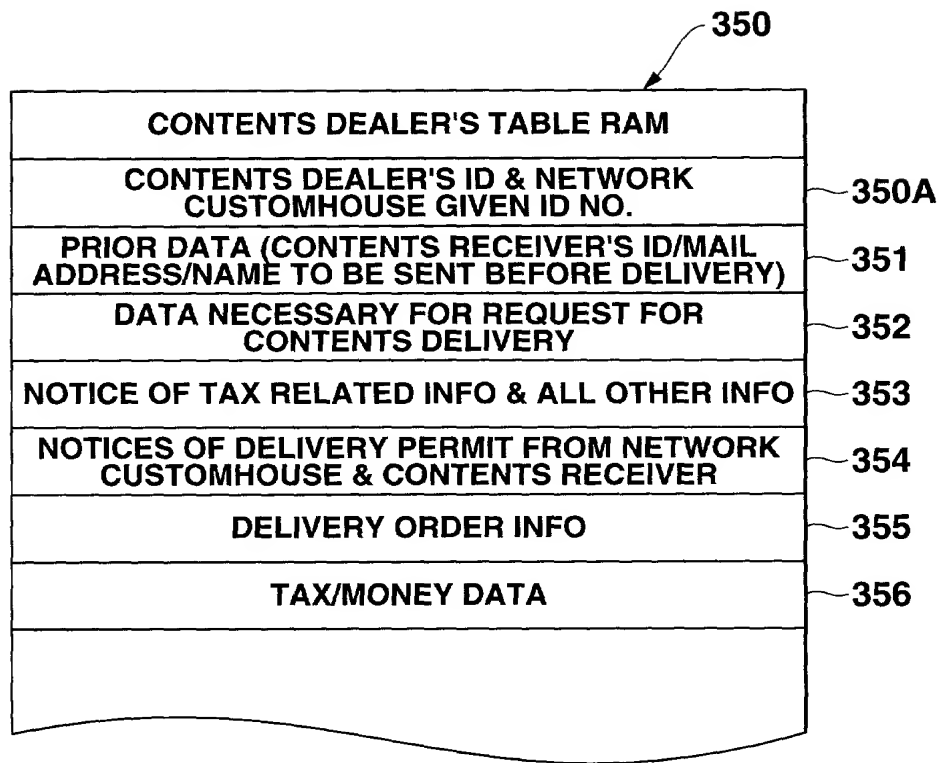 350
CONTENTS DEALER'S TABLE RAM
CONTENTS DEALER'S ID & NETWORK
CUSTOMHOUSE GIVEN ID NO.
350A
PRIOR DATA (CONTENTS RECEIVER'S ID/MAIL
ADDRESS/NAME TO BE SENT BEFORE DELIVERY)
351
DATA NECESSARY FOR REQUEST FOR
CONTENTS DELIVERY
352
NOTICE OF TAX RELATED INFO & ALL OTHER INFO
353
NOTICES OF DELIVERY PERMIT FROM NETWORK
CUSTOMHOUSE & CONTENTS RECEIVER
354
DELIVERY ORDER INFO
355
TAX/MONEY DATA
356